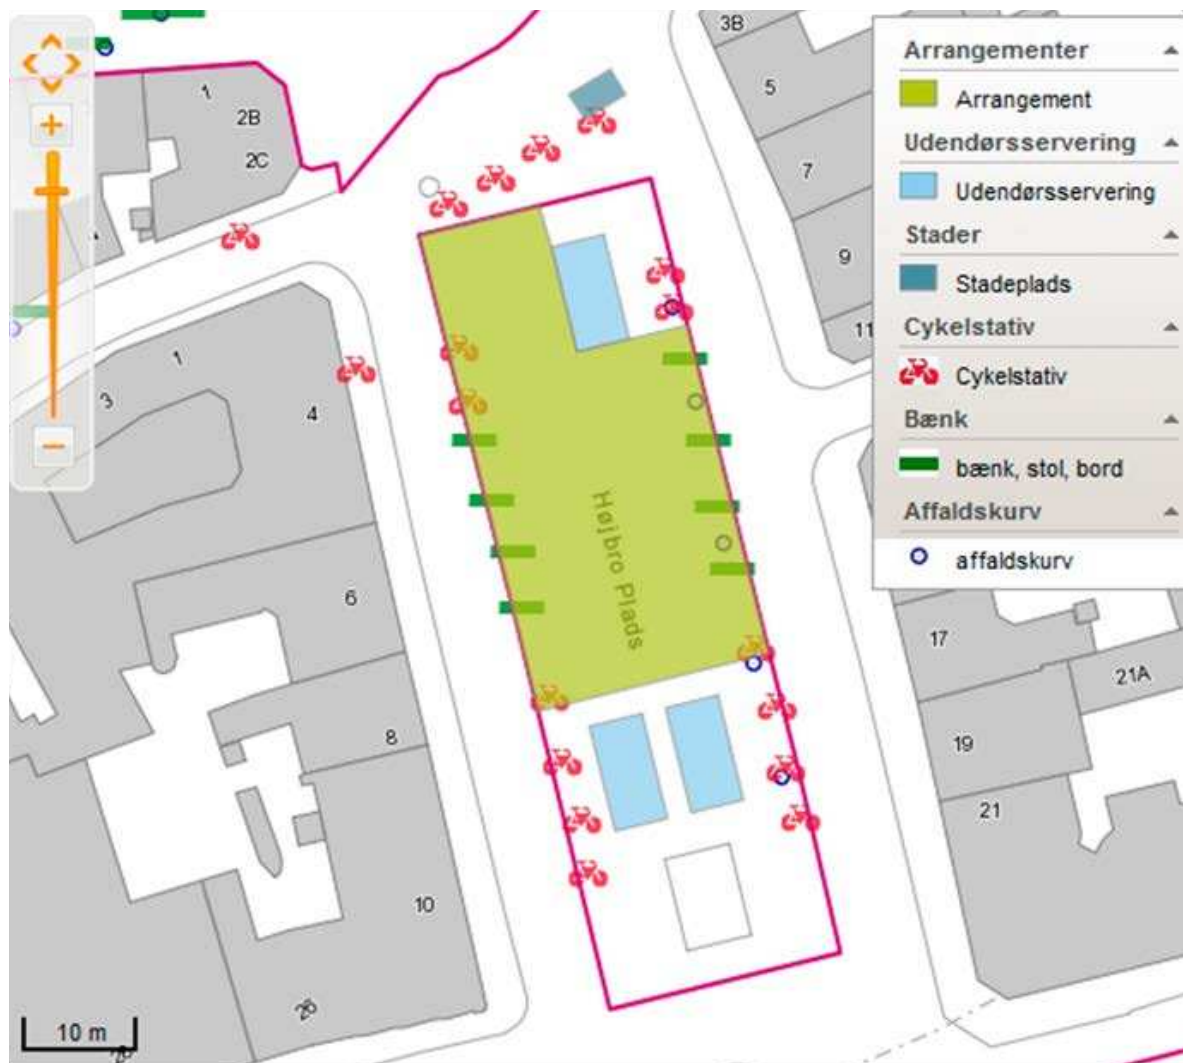 3B
5
7
9
11
1
2B
2C
1
3
4
6
8
10
26
17
19
21
21A
Højbro Plads
10 m
Arrangementer
Arrangement
Udendørsservering
Udendørsservering
Stader
Stadeplads
Cykelstativ
Cykelstativ
Bænk
bænk, stol, bord
Affaldskurv
affaldskurv